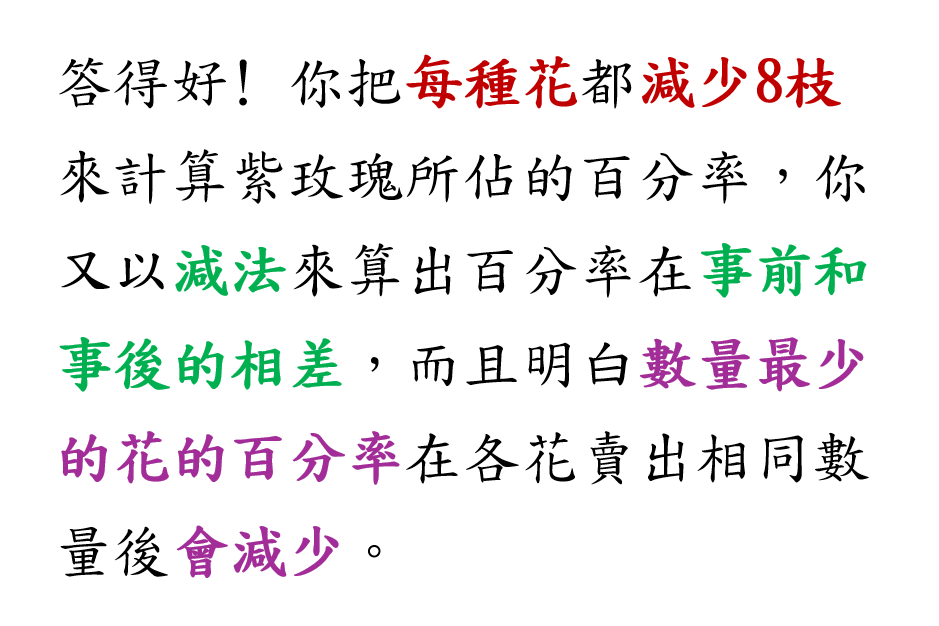 答得好！你把每種花都減少8枝
來計算紫玫瑰所佔的百分率，你
又以減法來算出百分率在事前和
事後的相差，而且明白數量最少
的花的百分率在各花賣出相同數
量後會減少。